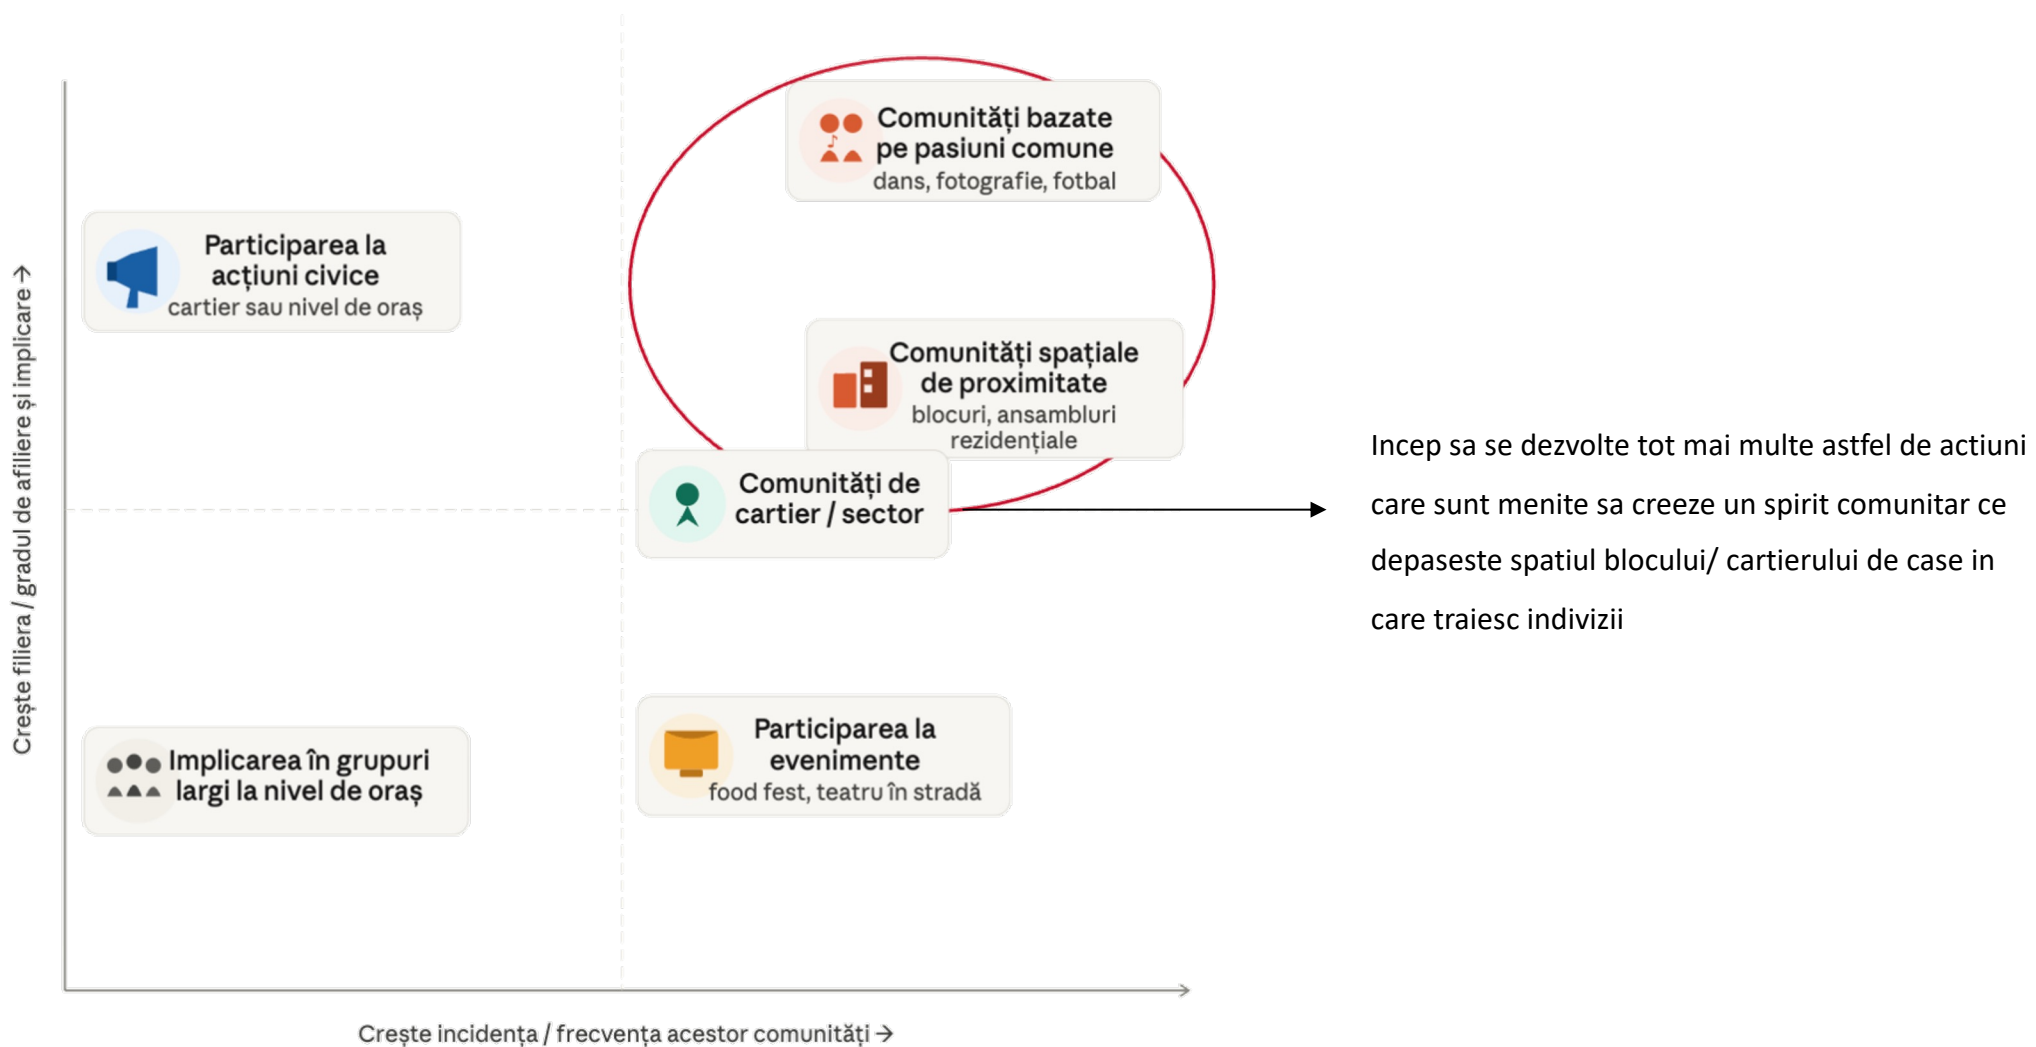 Comunități bazate
pe pasiuni comune
dans, fotografie, fotbal
Participarea la
acțiuni civice
cartier sau nivel de oraș
Comunități spațiale
de proximitate
blocuri, ansambluri
rezidențiale
Comunități de
cartier / sector
Incep sa se dezvolte tot mai multe astfel de actiuni
care sunt menite sa creeze un spirit comunitar ce
depaseste spatiul blocului/ cartierului de case in
care traiesc indivizii
Participarea la
evenimente
food fest, teatru în stradă
Implicarea în grupuri
largi la nivel de oraș
Crește filiera / gradul de afiliere și implicare →
Crește incidența / frecvența acestor comunități →